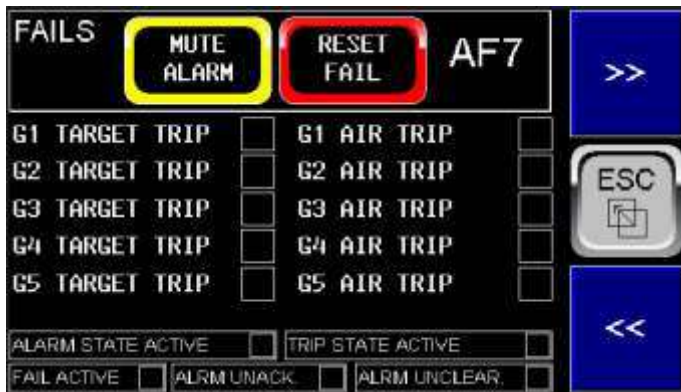 FAILS
MUTE ALARM
RESET FAIL
AF7
>>
G1 TARGET TRIP
G1 AIR TRIP
G2 TARGET TRIP
G2 AIR TRIP
ESC
G3 TARGET TRIP
G3 AIR TRIP
G4 TARGET TRIP
G4 AIR TRIP
G5 TARGET TRIP
G5 AIR TRIP
<<
ALARM STATE ACTIVE
TRIP STATE ACTIVE
FAIL ACTIVE
ALRM UNACK.
ALRM UNCLEAR.